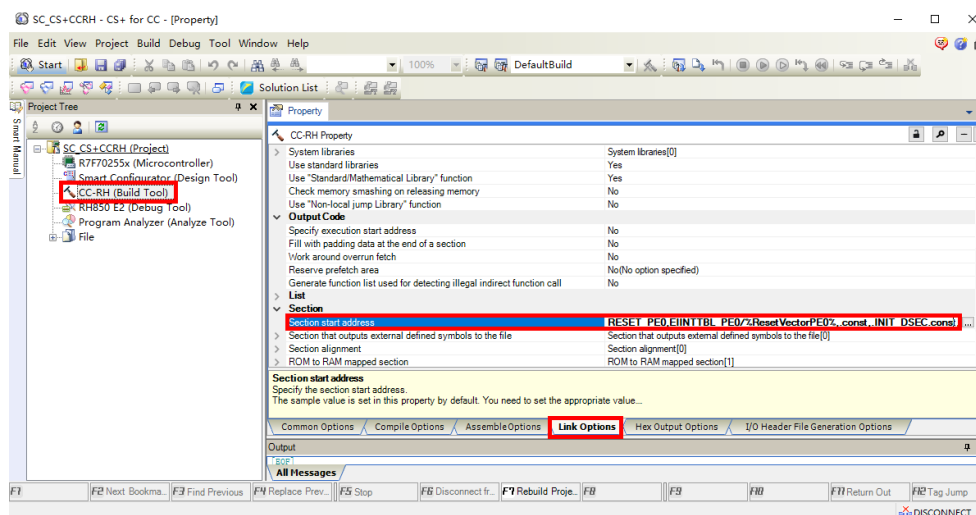 SC_CS+CCRH - CS+ for CC - [Property]
File Edit View Project Build Debug Tool Window Help
Start 100% DefaultBuild
Solution List
Project Tree
Property
Smart Manual
CC-RH Property
SC_CS+CCRH (Project)
R7F70255x (Microcontroller)
Smart Configurator (Design Tool)
CC-RH (Build Tool)
RH850 E2 (Debug Tool)
Program Analyzer (Analyze Tool)
File
System libraries System libraries[0]
Use standard libraries Yes
Use "Standard/Mathematical Library" function Yes
Check memory smashing on releasing memory No
Use "Non-local jump Library" function No
Output Code
Specify execution start address No
Fill with padding data at the end of a section No
Work around overrun fetch No
Reserve prefetch area No(No option specified)
Generate function list used for detecting illegal indirect function call No
List
Section
Section start address RESET_PE0,EIINTTBL_PE0/%ResetVectorPE0%,.const,.INIT_DSEC.const, ...
Section that outputs external defined symbols to the file Section that outputs external defined symbols to the file[0]
Section alignment Section alignment[0]
ROM to RAM mapped section ROM to RAM mapped section[1]
Section start address
Specify the section start address.
The sample value is set in this property by default. You need to set the appropriate value...
Common Options Compile Options Assemble Options Link Options Hex Output Options I/O Header File Generation Options
Output
[EOF]
All Messages
F1 F2 Next Bookma... F3 Find Previous F4 Replace Prev... F5 Stop F6 Disconnect fr... F7 Rebuild Proje... F8 F9 F10 F11 Return Out F12 Tag Jump
DISCONNECT